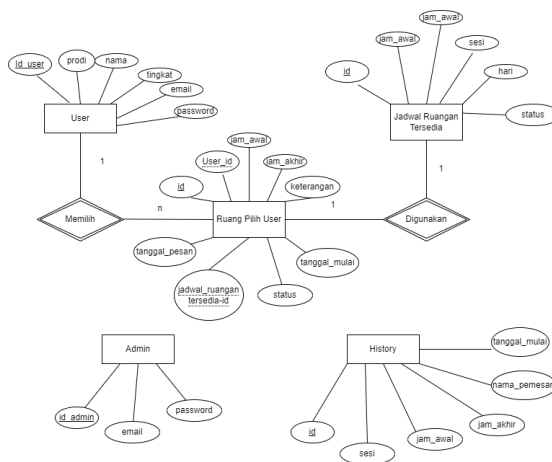 jam_awal
jam_awal
prodi
nama
sesi
Id_user
tingkat
id
hari
email
password
status
User
Jadwal Ruangan
Tersedia
jam_awal
1
User_id
jam_akhir
1
id
keterangan
Memilih
n
Ruang Pilih User
1
Digunakan
tanggal_pesan
tanggal_mulai
jadwal_ruangan
tersedia-id
status
Admin
History
tanggal_mulai
nama_pemesan
id_admin
password
email
id
sesi
jam_awal
jam_akhir